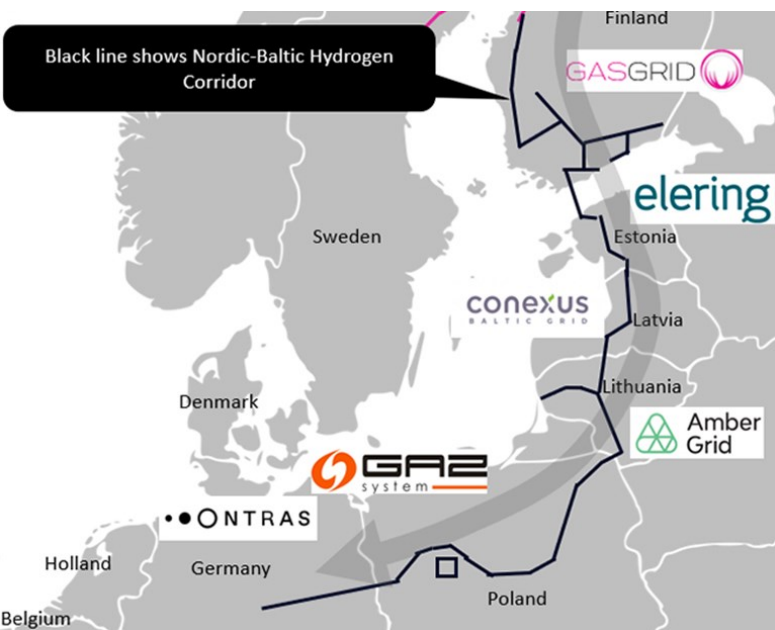 Finland
Black line shows Nordic-Baltic Hydrogen
Corridor
GASGRID
elering
Sweden
Estonia
conexus
BALTIC GRID
Latvia
Lithuania
Denmark
Amber
Grid
GAZ
system
ONTRAS
Holland
Germany
Poland
Belgium